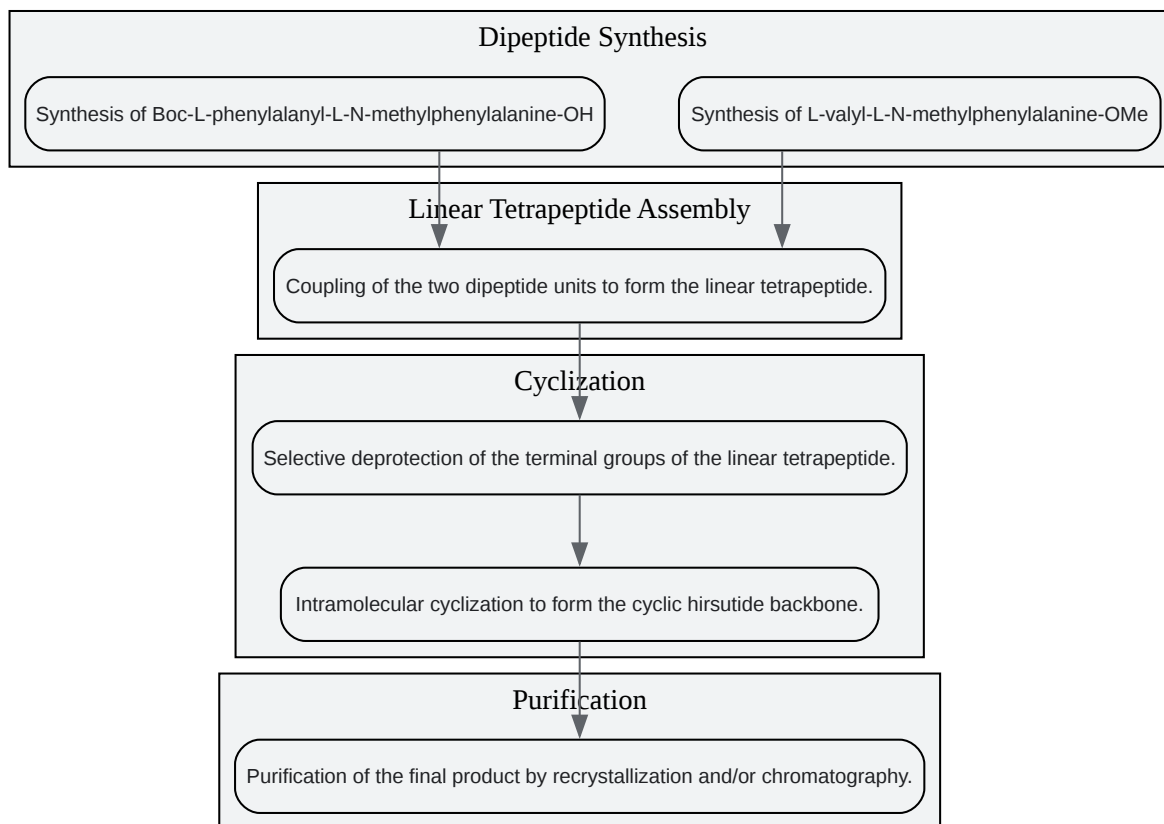 Dipeptide Synthesis
Synthesis of Boc-L-phenylalanyl-L-N-methylphenylalanine-OH
Synthesis of L-valyl-L-N-methylphenylalanine-OMe
Linear Tetrapeptide Assembly
Coupling of the two dipeptide units to form the linear tetrapeptide.
Cyclization
Selective deprotection of the terminal groups of the linear tetrapeptide.
Intramolecular cyclization to form the cyclic hirsutide backbone.
Purification
Purification of the final product by recrystallization and/or chromatography.